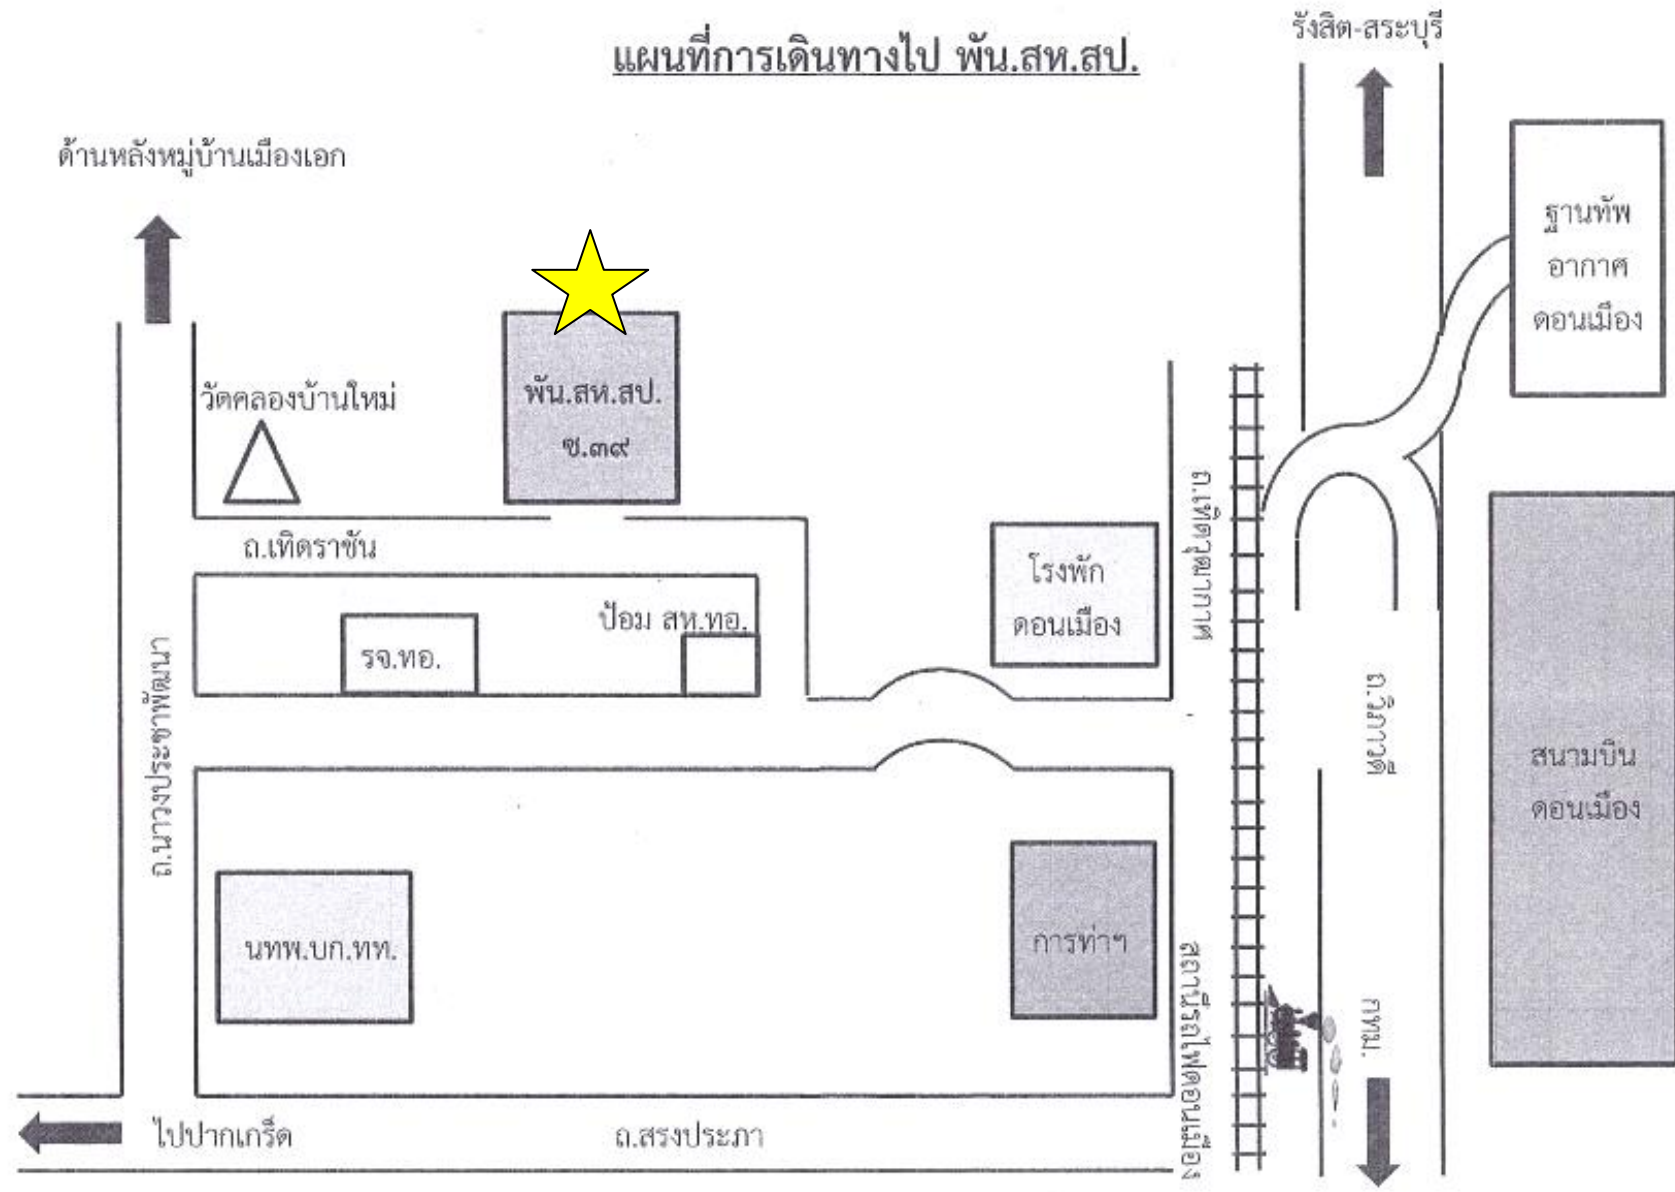 แผนที่การเดินทางไป พัน.สห.สป.
รังสิต-สระบุรี
ด้านหลังหมู่บ้านเมืองเอก
ฐานทัพ
อากาศ
ดอนเมือง
วัดคลองบ้านใหม่
พัน.สห.สป.
ซ.๓๙
ถ.เทิดราชัน
โรงพัก
ดอนเมือง
ถ.เทิดวุฒากาศ
ป้อม สห.ทอ.
รจ.ทอ.
ถ.นาวงประชาพัฒนา
ถ.วิภาวดี
สนามบิน
ดอนเมือง
นทพ.บก.ทท.
การท่าฯ
สถานีรถไฟดอนเมือง
กทม.
ไปปากเกร็ด
ถ.สรงประภา